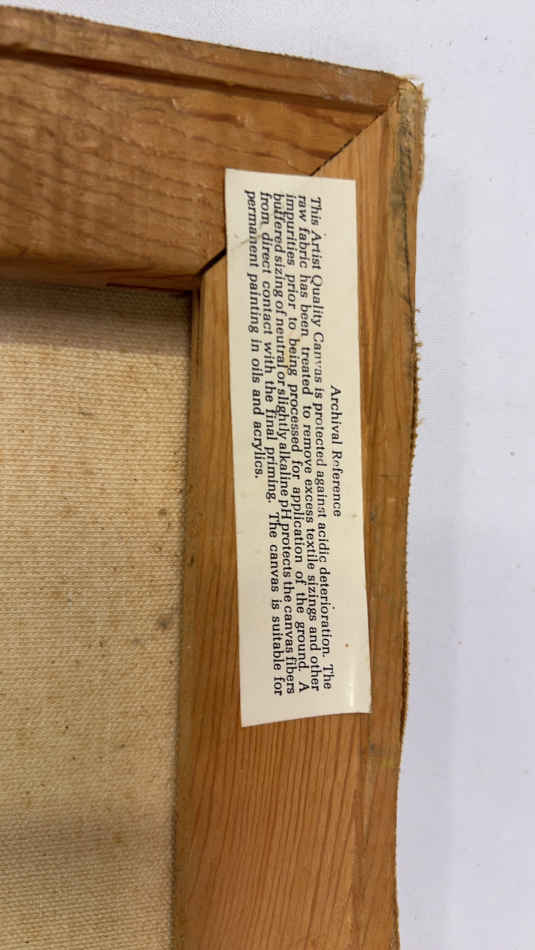 Archival Reference
This Artist Quality Canvas is protected against acidic deterioration. The
raw fabric has been treated to remove excess textile sizings and other
impurities prior to being processed for application of the ground. A
buffered sizing of neutral or slightly alkaline pH protects the canvas fibers
from direct contact with the final priming. The canvas is suitable for
permanent painting in oils and acrylics.